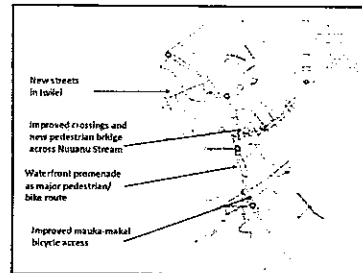 New streets
in Iwilei
Improved crossings and
new pedestrian bridge
across Nuuanu Stream
Waterfront promenade
as major pedestrian/
bike route
Improved mauka-makai
bicycle access